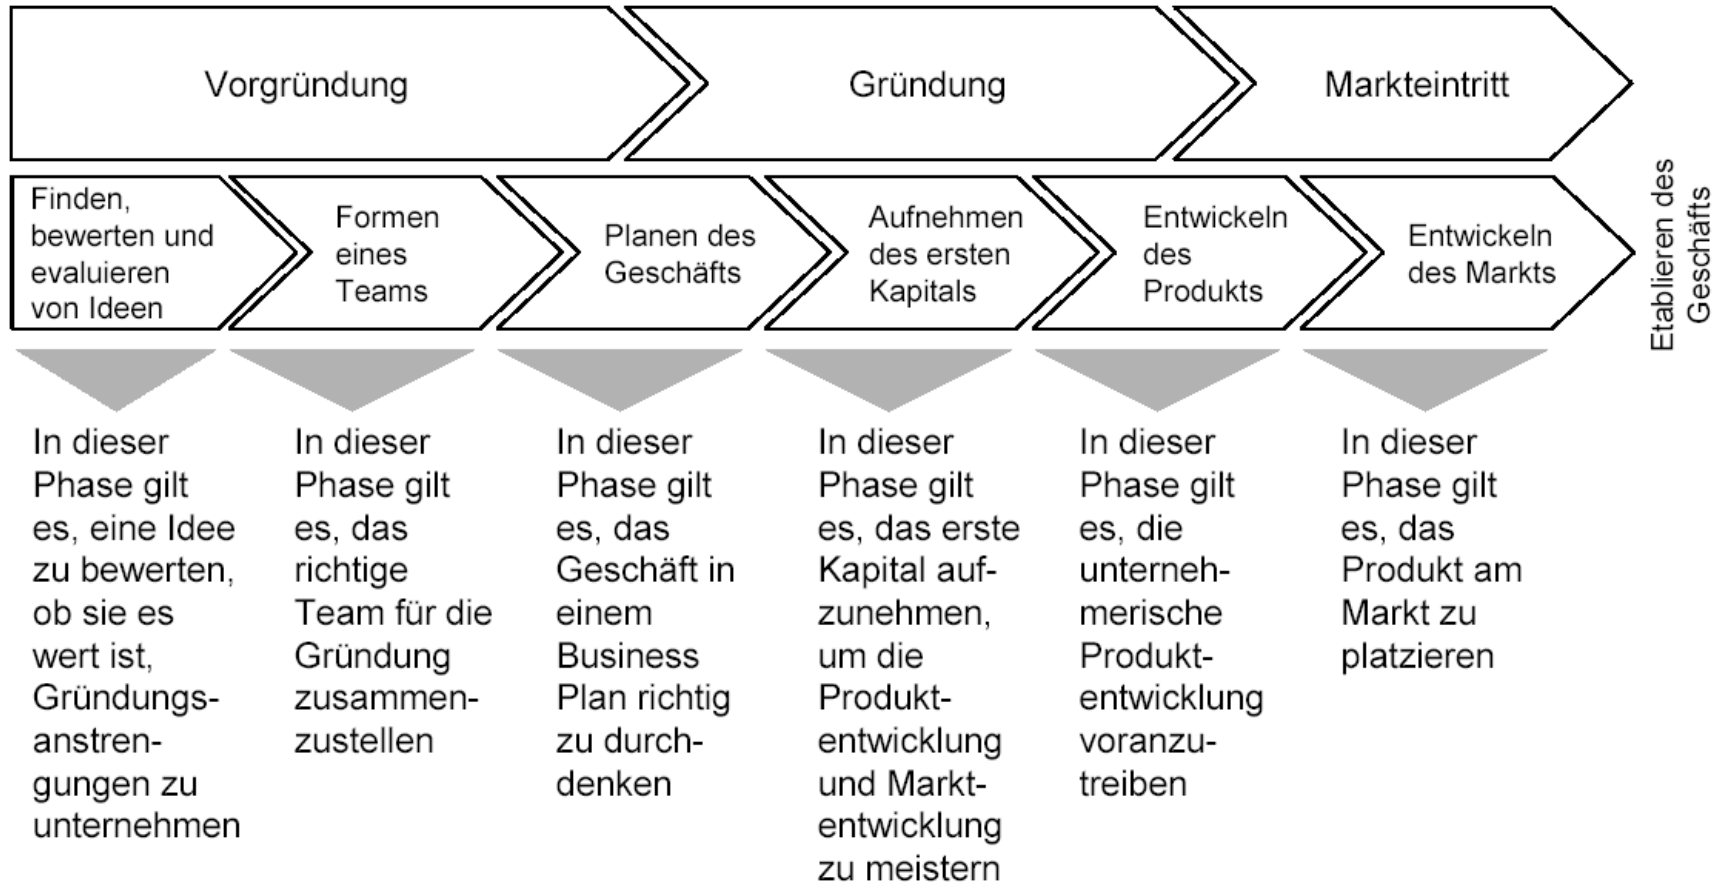 Vorgründung
Gründung
Markteintritt
Finden,
bewerten und
evaluieren
von Ideen
Formen
eines
Teams
Planen des
Geschäfts
Aufnehmen
des ersten
Kapitals
Entwickeln
des
Produkts
Entwickeln
des Markts
Etablieren des
Geschäfts
In dieser
Phase gilt
es, eine Idee
zu bewerten,
ob sie es
wert ist,
Gründungs-
anstren-
gungen zu
unternehmen
In dieser
Phase gilt
es, das
richtige
Team für die
Gründung
zusammen-
zustellen
In dieser
Phase gilt
es, das
Geschäft in
einem
Business
Plan richtig
zu durch-
denken
In dieser
Phase gilt
es, das erste
Kapital auf-
zunehmen,
um die
Produkt-
entwicklung
und Markt-
entwicklung
zu meistern
In dieser
Phase gilt
es, die
unterneh-
merische
Produkt-
entwicklung
voranzu-
treiben
In dieser
Phase gilt
es, das
Produkt am
Markt zu
platzieren